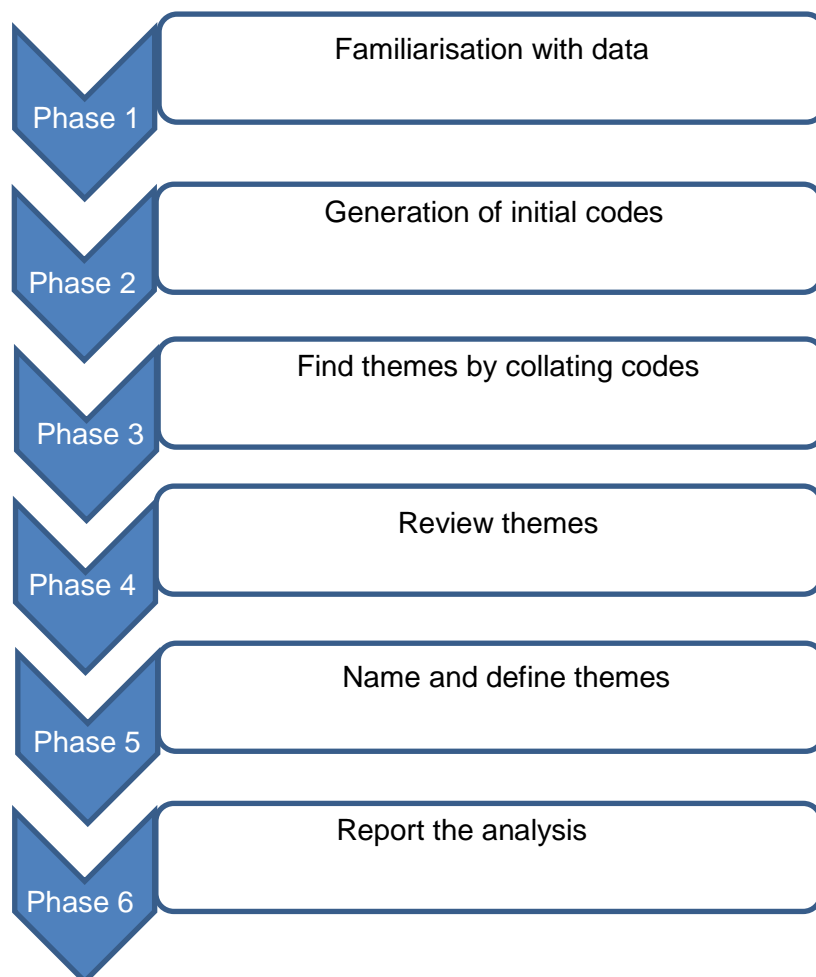 Familiarisation with data
Phase 1
Generation of initial codes
Phase 2
Find themes by collating codes
Phase 3
Review themes
Phase 4
Name and define themes
Phase 5
Report the analysis
Phase 6